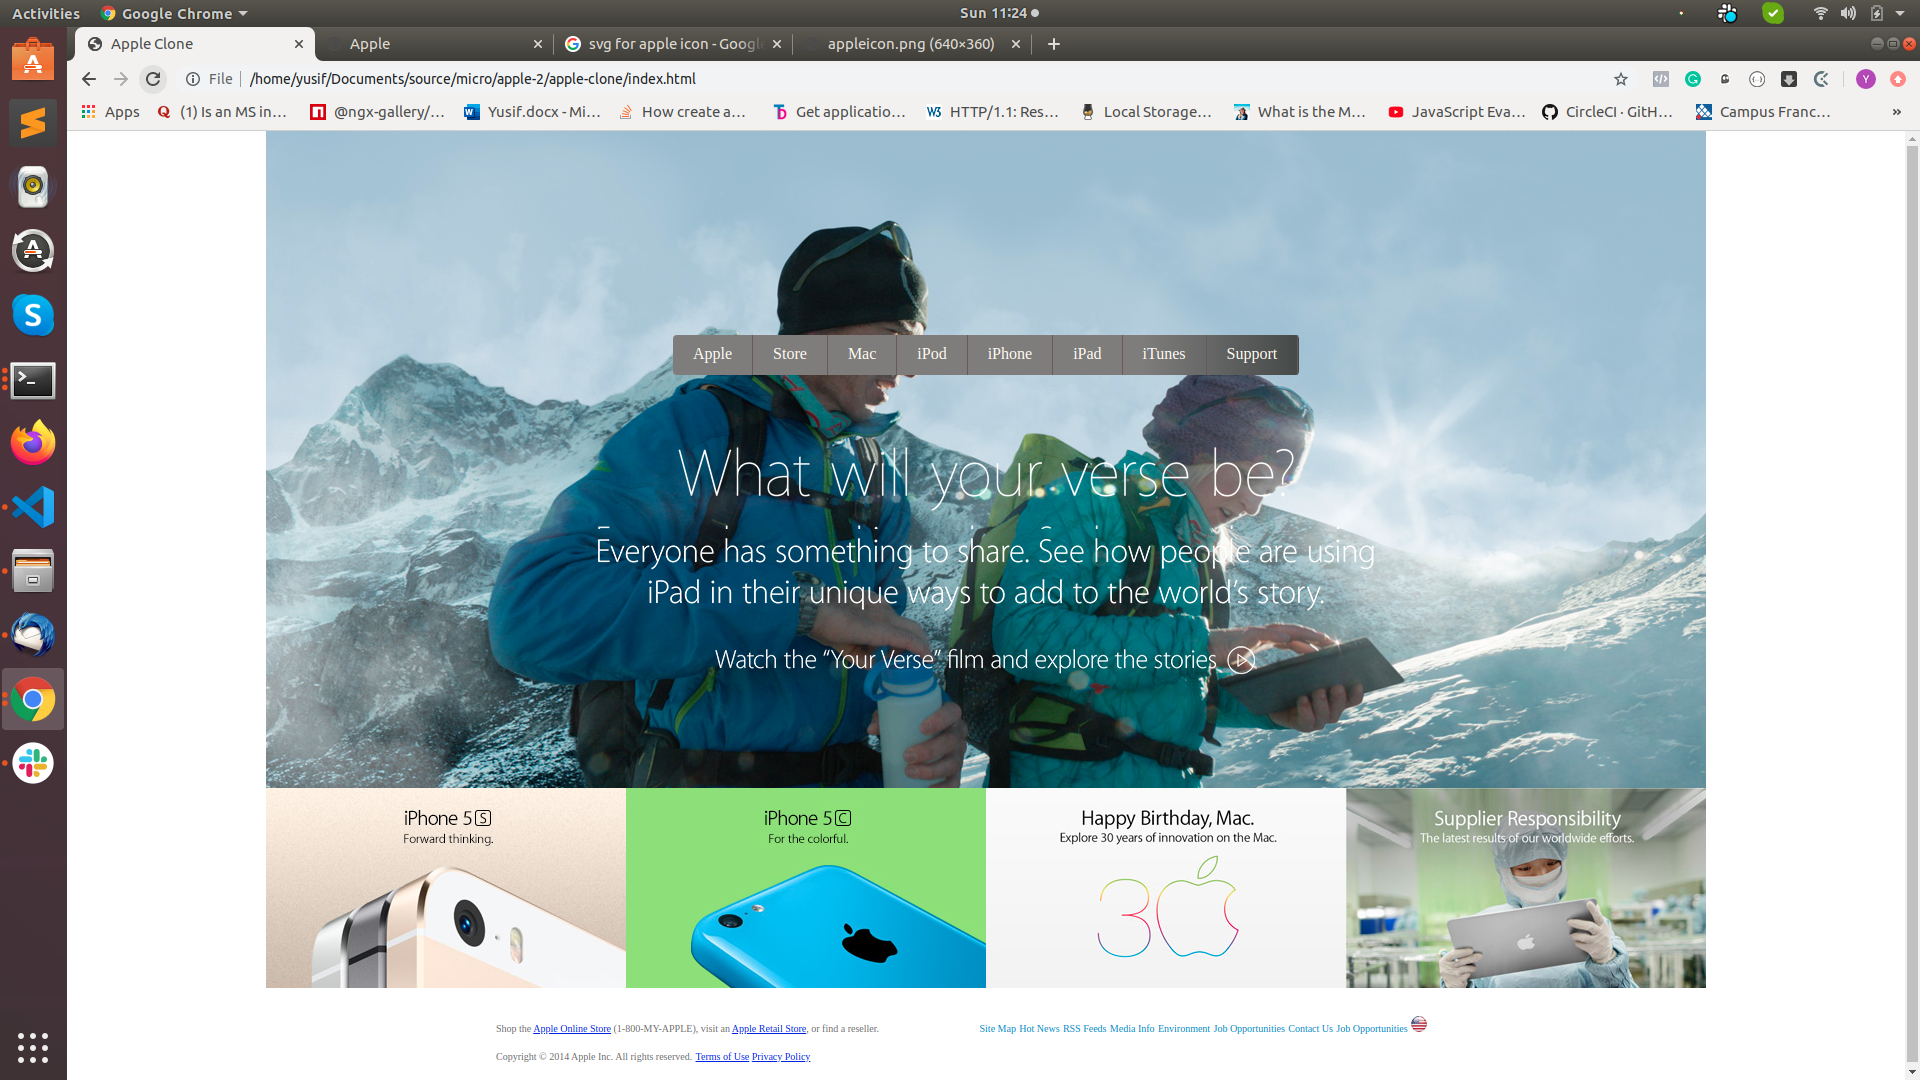 Activities Google Chrome Sun 11:24
Apple Clone Apple svg for apple icon - Googl appleicon.png (640×360)
File /home/yusif/Documents/source/micro/apple-2/apple-clone/index.html
Apps (1) Is an MS in... @ngx-gallery/... Yusif.docx - Mi... How create a... Get applicatio... HTTP/1.1: Res... Local Storage... What is the M... JavaScript Eva... CircleCI · GitH... Campus Franc... »
Apple Store Mac iPod iPhone iPad iTunes Support
What will your verse be?
Everyone has something to share. See how people are using
iPad in their unique ways to add to the world’s story.
Watch the “Your Verse” film and explore the stories
iPhone 5S
Forward thinking.
iPhone 5C
For the colorful.
Happy Birthday, Mac.
Explore 30 years of innovation on the Mac.
30
Supplier Responsibility
The latest results of our worldwide efforts.
Shop the Apple Online Store (1-800-MY-APPLE), visit an Apple Retail Store, or find a reseller.
Site Map Hot News RSS Feeds Media Info Environment Job Opportunities Contact Us Job Opportunities
Copyright © 2014 Apple Inc. All rights reserved. Terms of Use Privacy Policy